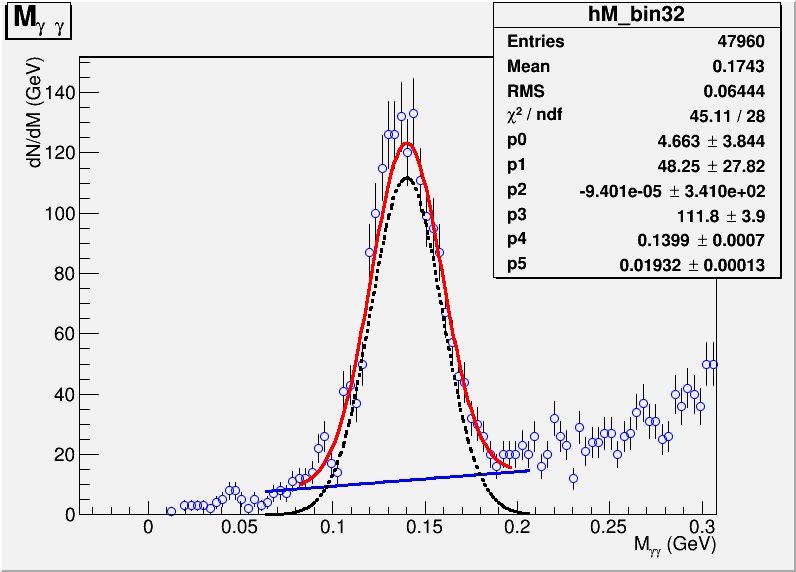 M γ γ
hM_bin32
Entries 47960
Mean 0.1743
RMS 0.06444
χ² / ndf 45.11 / 28
p0 4.663 ± 3.844
p1 48.25 ± 27.82
p2 -9.401e-05 ± 3.410e+02
p3 111.8 ± 3.9
p4 0.1399 ± 0.0007
p5 0.01932 ± 0.00013
dN/dM (GeV)
140
120
100
80
60
40
20
0
0 0.1 0.15 0.2 0.25 0.3
Mγγ (GeV)